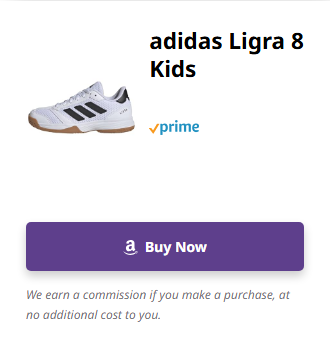 adidas Ligra 8
Kids
prime
Buy Now
We earn a commission if you make a purchase, at
no additional cost to you.